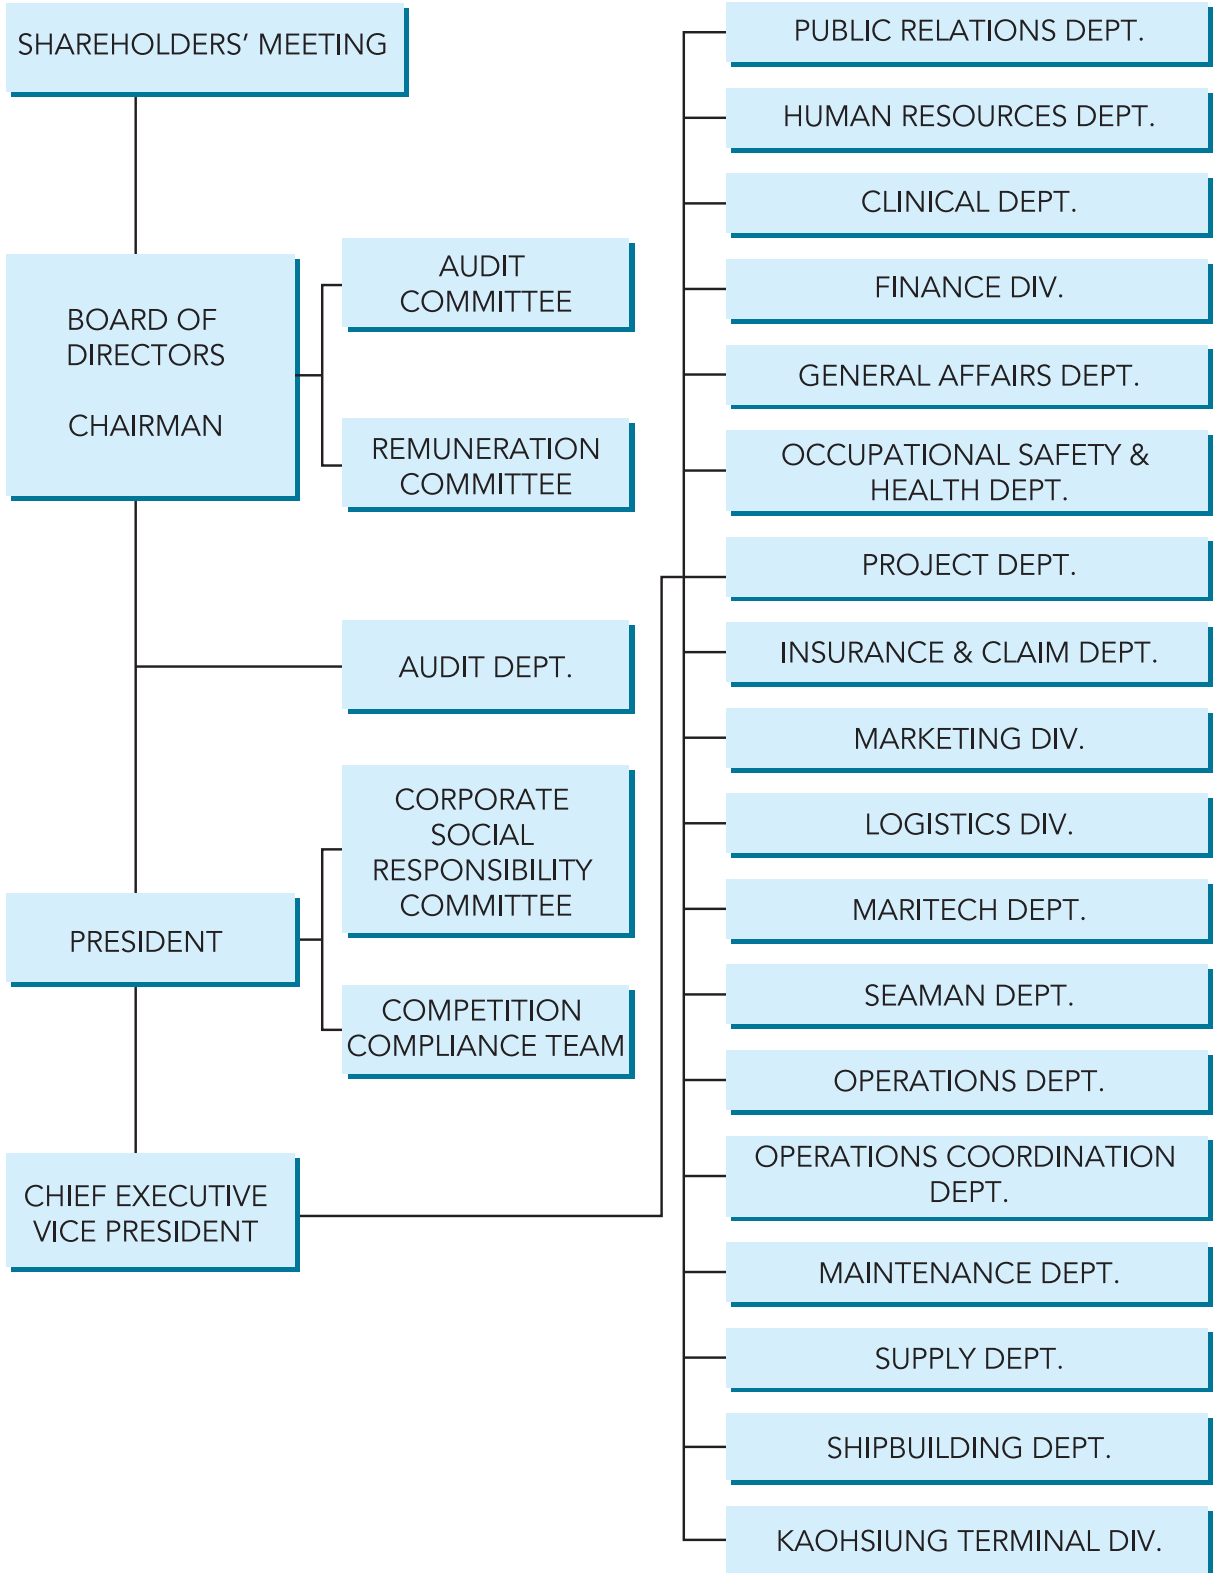 SHAREHOLDERS’ MEETING
BOARD OF
DIRECTORS
CHAIRMAN
AUDIT
COMMITTEE
REMUNERATION
COMMITTEE
AUDIT DEPT.
CORPORATE
SOCIAL
RESPONSIBILITY
COMMITTEE
PRESIDENT
COMPETITION
COMPLIANCE TEAM
CHIEF EXECUTIVE
VICE PRESIDENT
PUBLIC RELATIONS DEPT.
HUMAN RESOURCES DEPT.
CLINICAL DEPT.
FINANCE DIV.
GENERAL AFFAIRS DEPT.
OCCUPATIONAL SAFETY &
HEALTH DEPT.
PROJECT DEPT.
INSURANCE & CLAIM DEPT.
MARKETING DIV.
LOGISTICS DIV.
MARITECH DEPT.
SEAMAN DEPT.
OPERATIONS DEPT.
OPERATIONS COORDINATION
DEPT.
MAINTENANCE DEPT.
SUPPLY DEPT.
SHIPBUILDING DEPT.
KAOHSIUNG TERMINAL DIV.